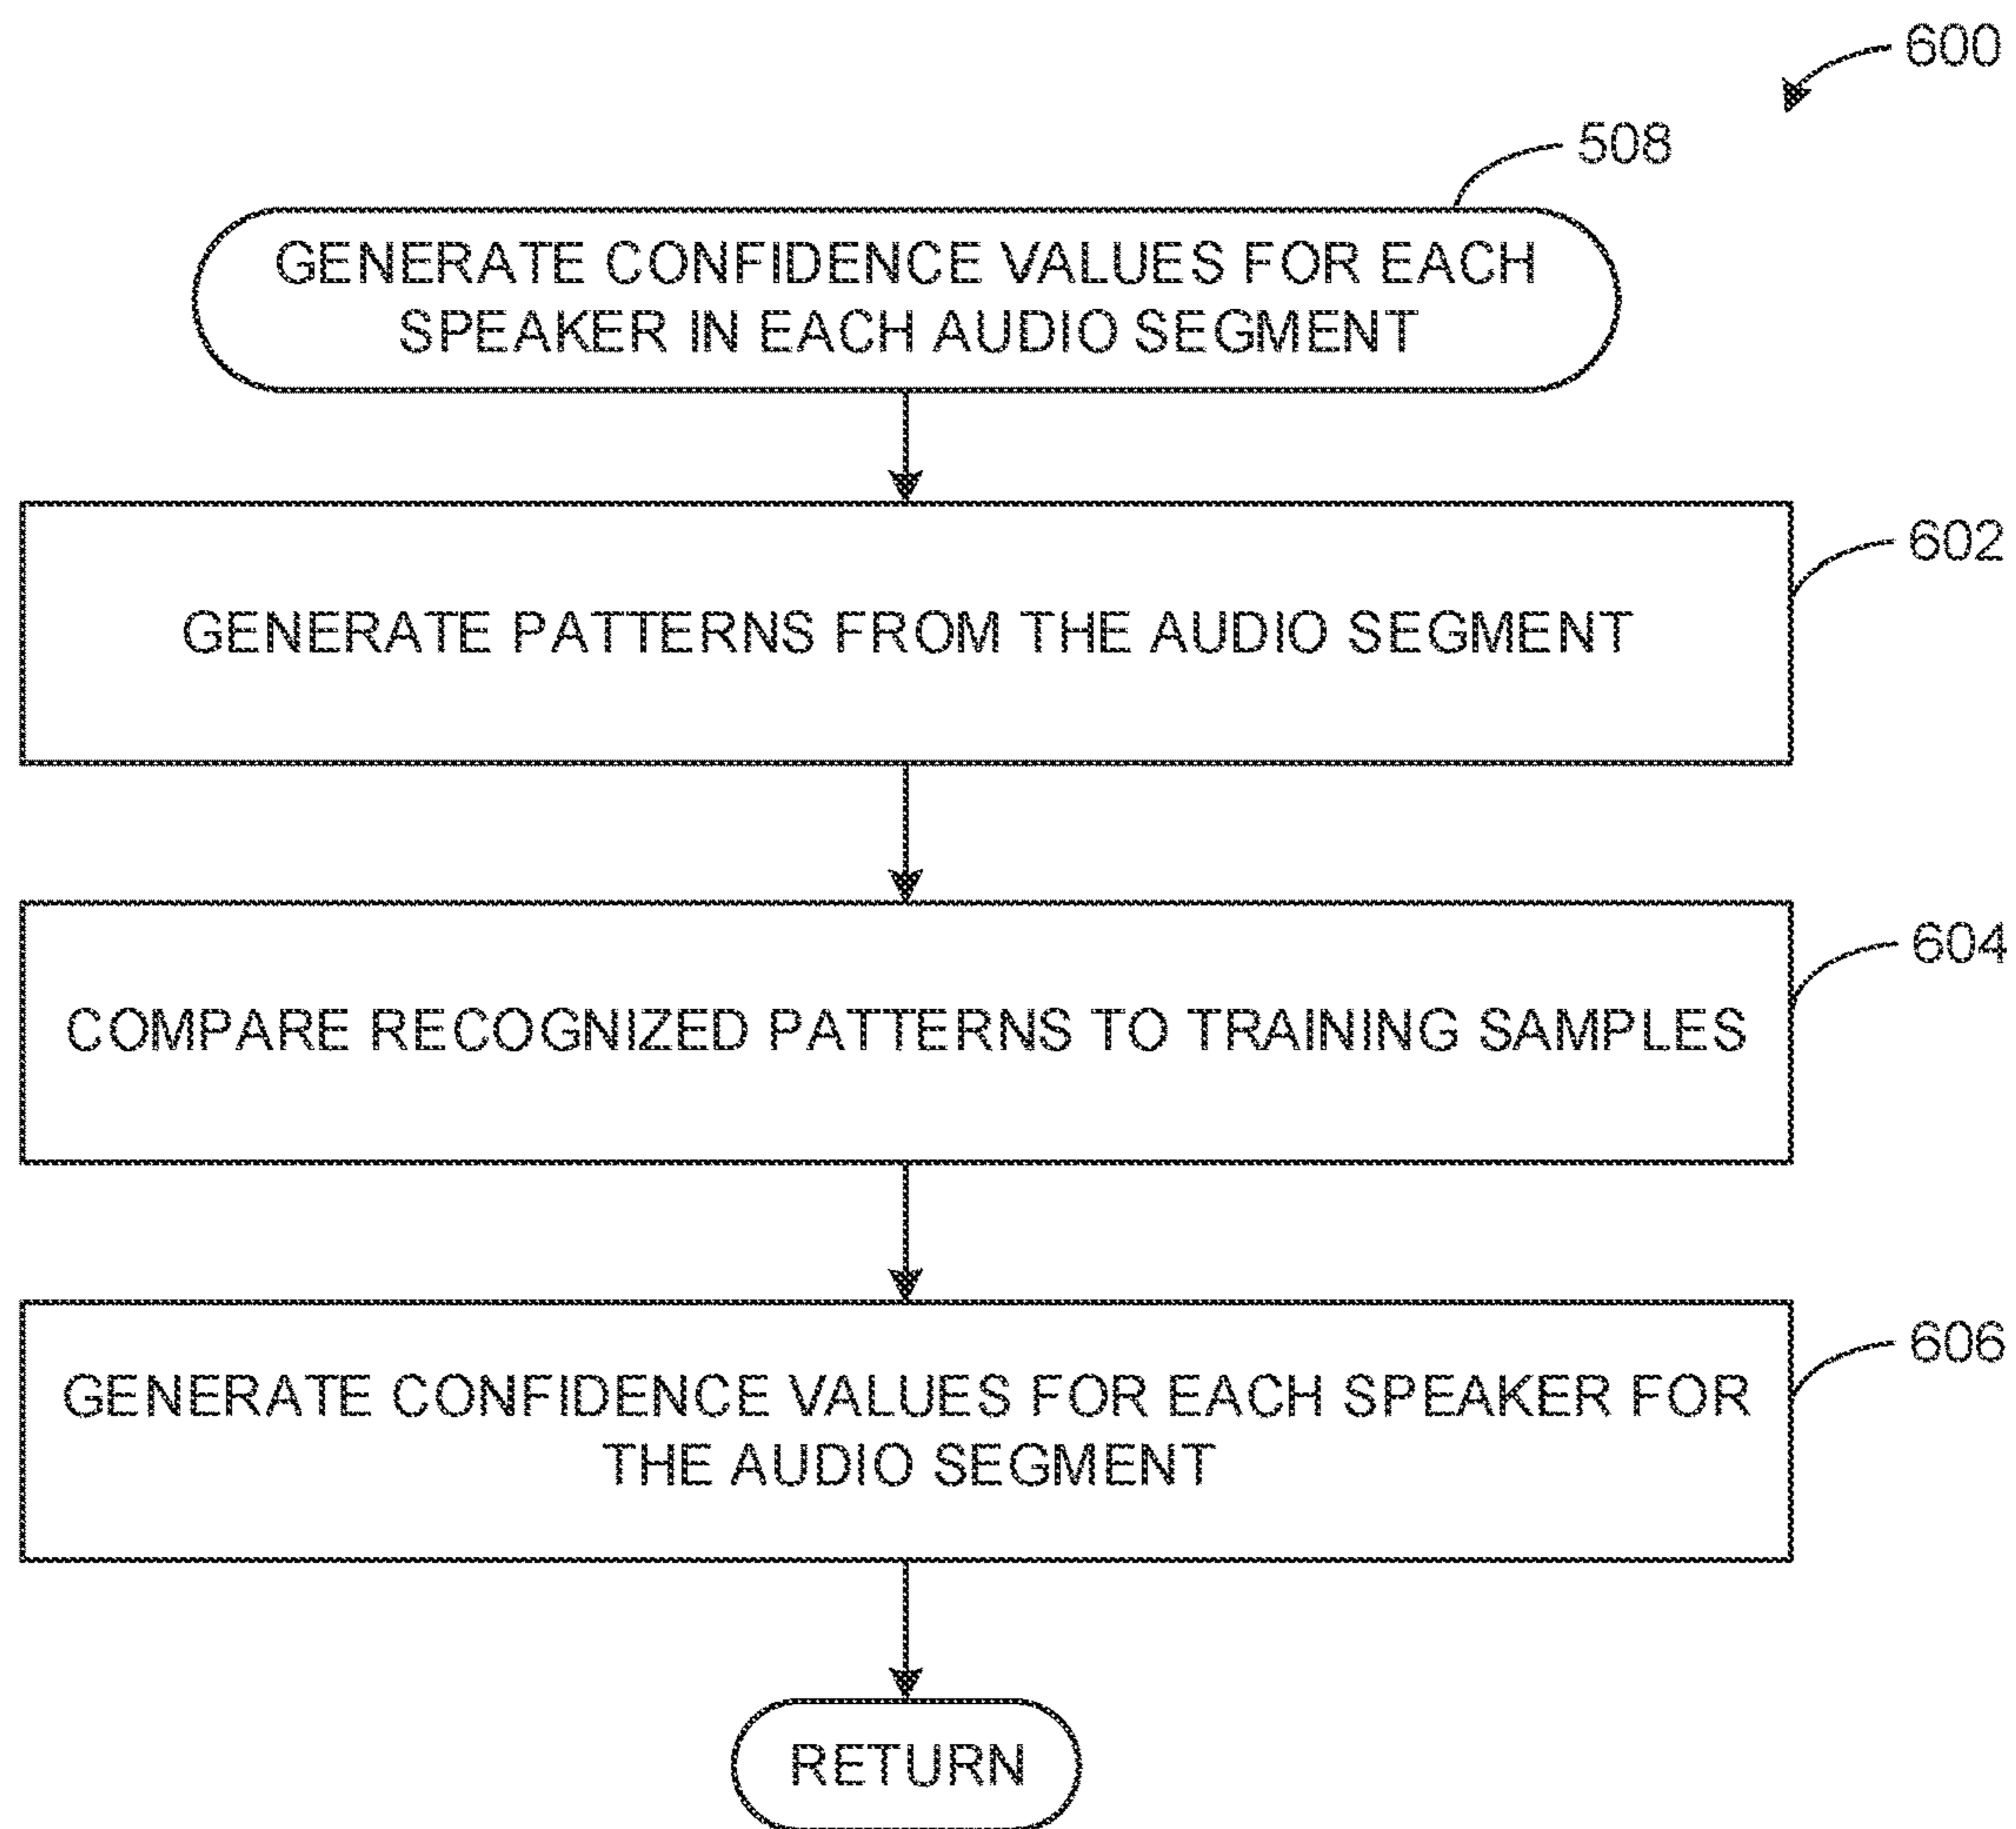 600
508
GENERATE CONFIDENCE VALUES FOR EACH
SPEAKER IN EACH AUDIO SEGMENT
602
GENERATE PATTERNS FROM THE AUDIO SEGMENT
604
COMPARE RECOGNIZED PATTERNS TO TRAINING SAMPLES
606
GENERATE CONFIDENCE VALUES FOR EACH SPEAKER FOR
THE AUDIO SEGMENT
RETURN